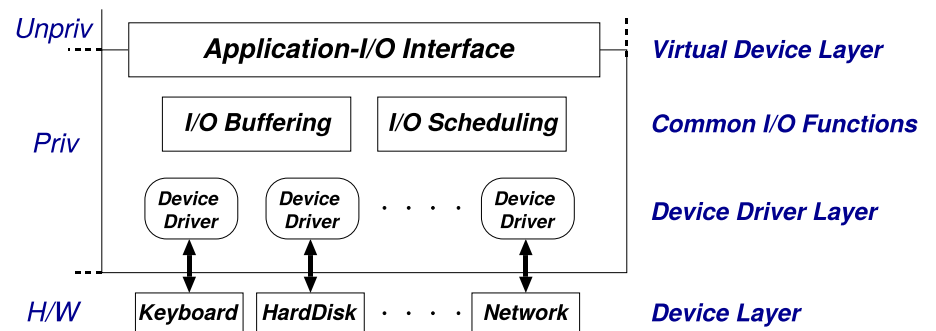 Unpriv
Application-I/O Interface
Virtual Device Layer
I/O Buffering
I/O Scheduling
Common I/O Functions
Priv
Device
Driver
Device
Driver
. . . .
Device
Driver
Device Driver Layer
H/W
Keyboard
HardDisk
. . . .
Network
Device Layer